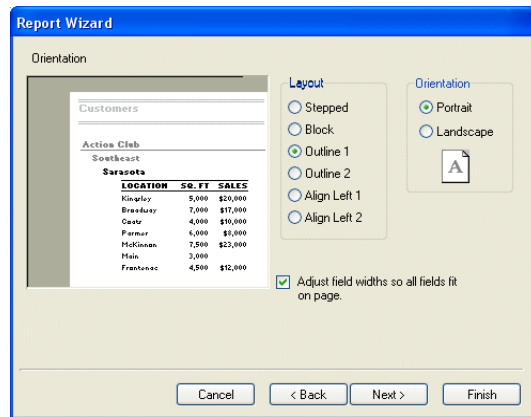 Report Wizard
Orientation
Customers
Action Club
Southeast
Sarasota
LOCATION SQ. FT SALES
Kingsley 5,000 $20,000
Broadway 7,000 $17,000
Coats 4,000 $10,000
Parmer 6,000 $8,000
McKinnon 7,500 $23,000
Main 3,000
Frontenac 4,500 $12,000
Layout
Stepped
Block
Outline 1
Outline 2
Align Left 1
Align Left 2
Orientation
Portrait
Landscape
A
Adjust field widths so all fields fit
on page.
Cancel < Back Next > Finish